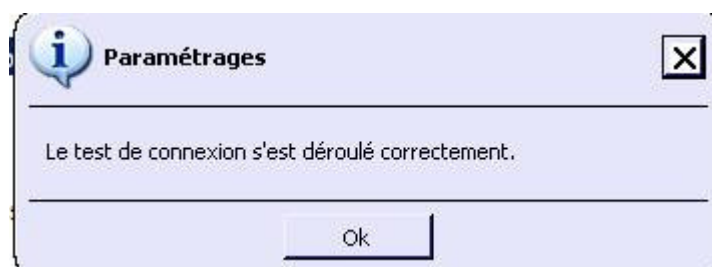 Paramétrages
Le test de connexion s'est déroulé correctement.
Ok